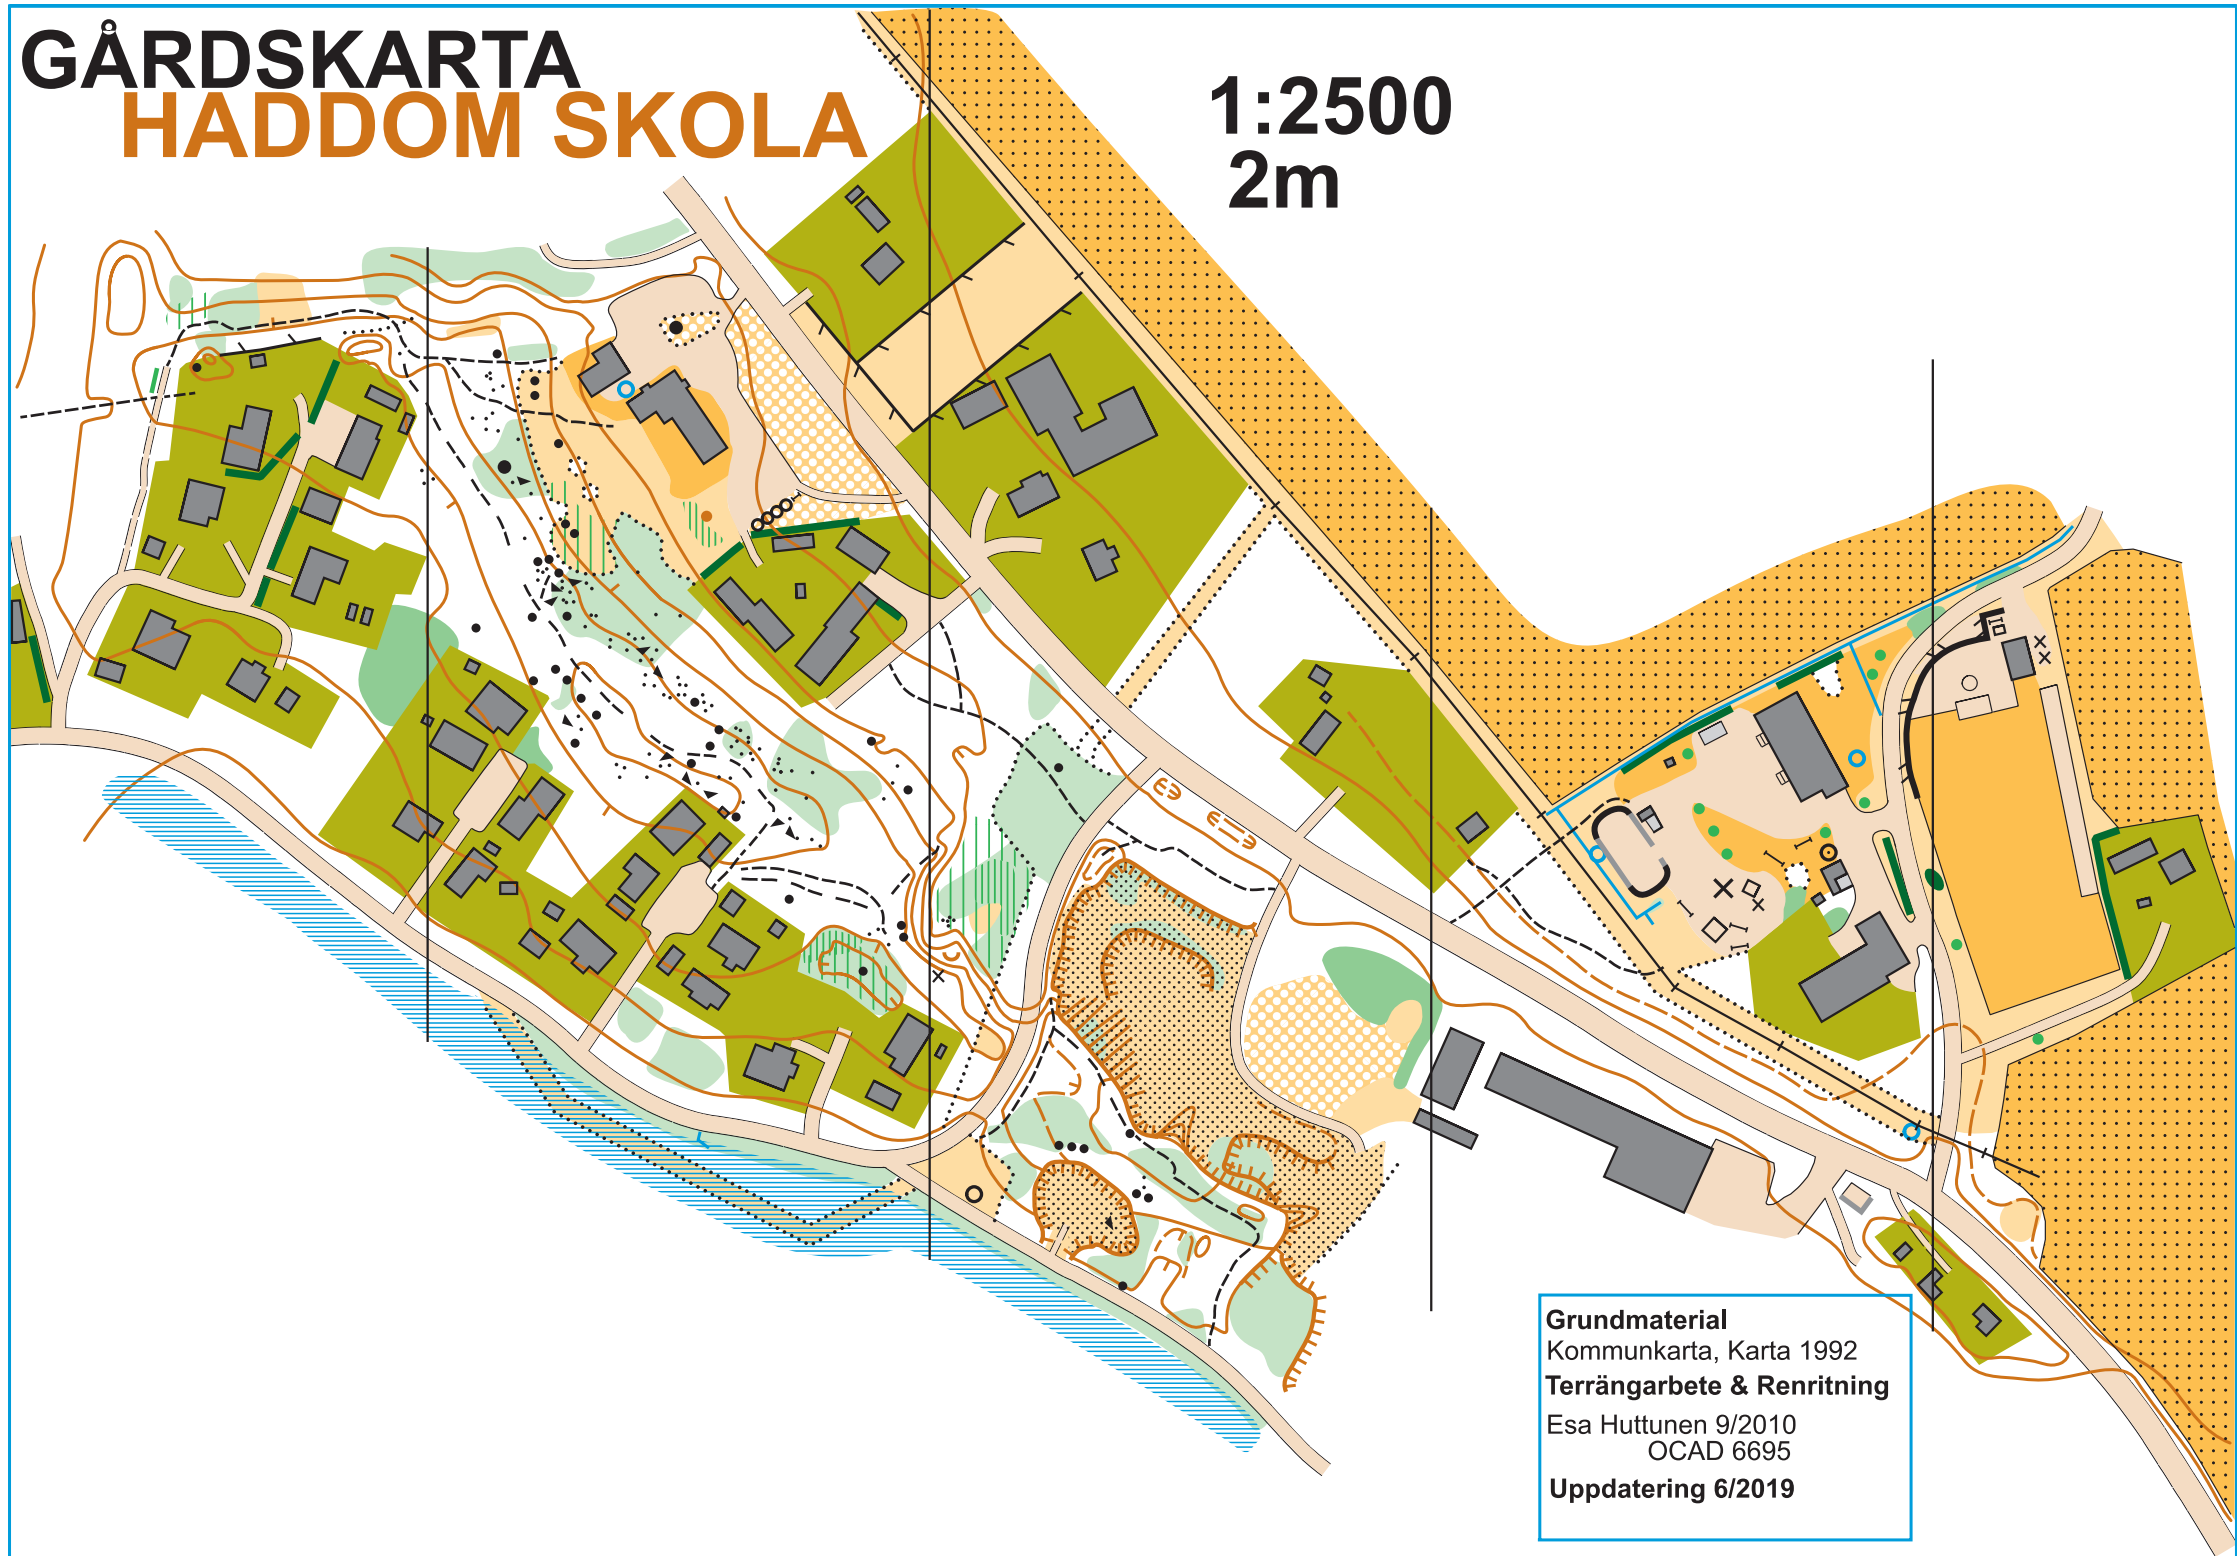 GÅRDSKARTA
HADDOM SKOLA
1:2500
2m
Grundmaterial
Kommunkarta, Karta 1992
Terrängarbete & Renritning
Esa Huttunen 9/2010
OCAD 6695
Uppdatering 6/2019